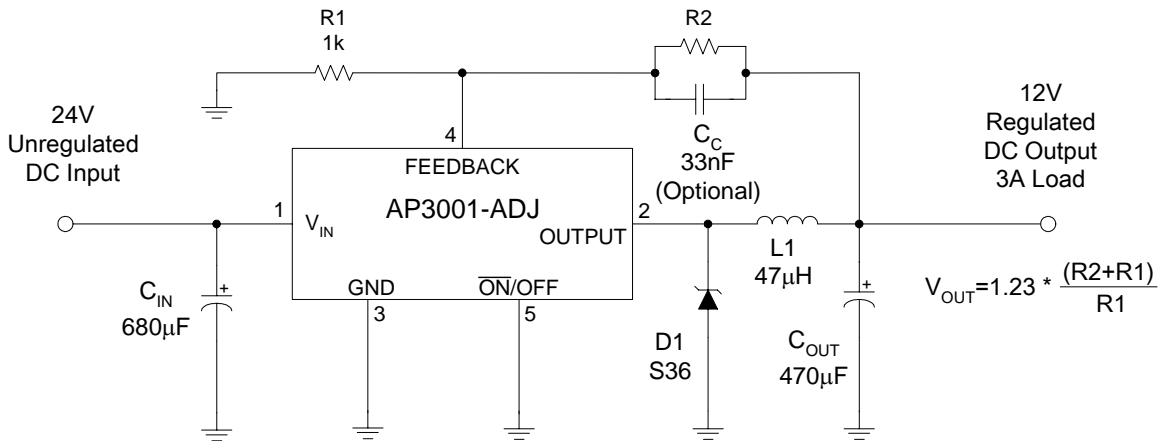 R1
1k
R2
24V
Unregulated
DC Input
4
C_C
33nF
(Optional)
12V
Regulated
DC Output
3A Load
FEEDBACK
AP3001-ADJ
1
V_IN
OUTPUT
2
L1
47μH
C_IN
680μF
+
GND
ON/OFF
3
5
D1
S36
+
C_OUT
470μF
V_OUT=1.23 * (R2+R1)
R1